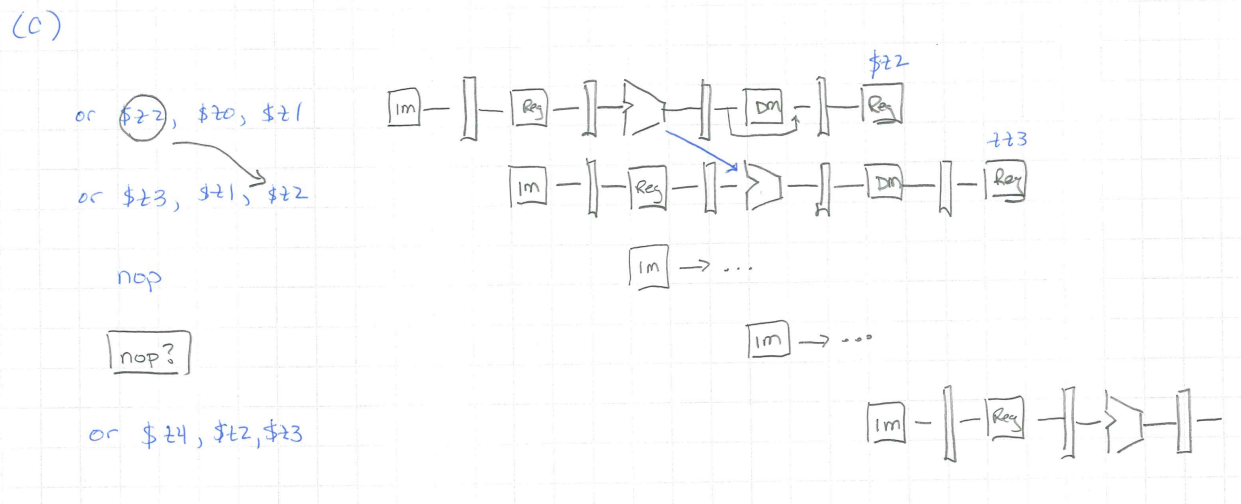 (c)
$t2
or $t2, $t0, $t1 Im Reg DM Reg
tt3
or $t3, $t1, $t2 Im Reg DM Reg
nop Im → ...
nop? Im → ...
or $t4, $t2, $t3 Im Reg